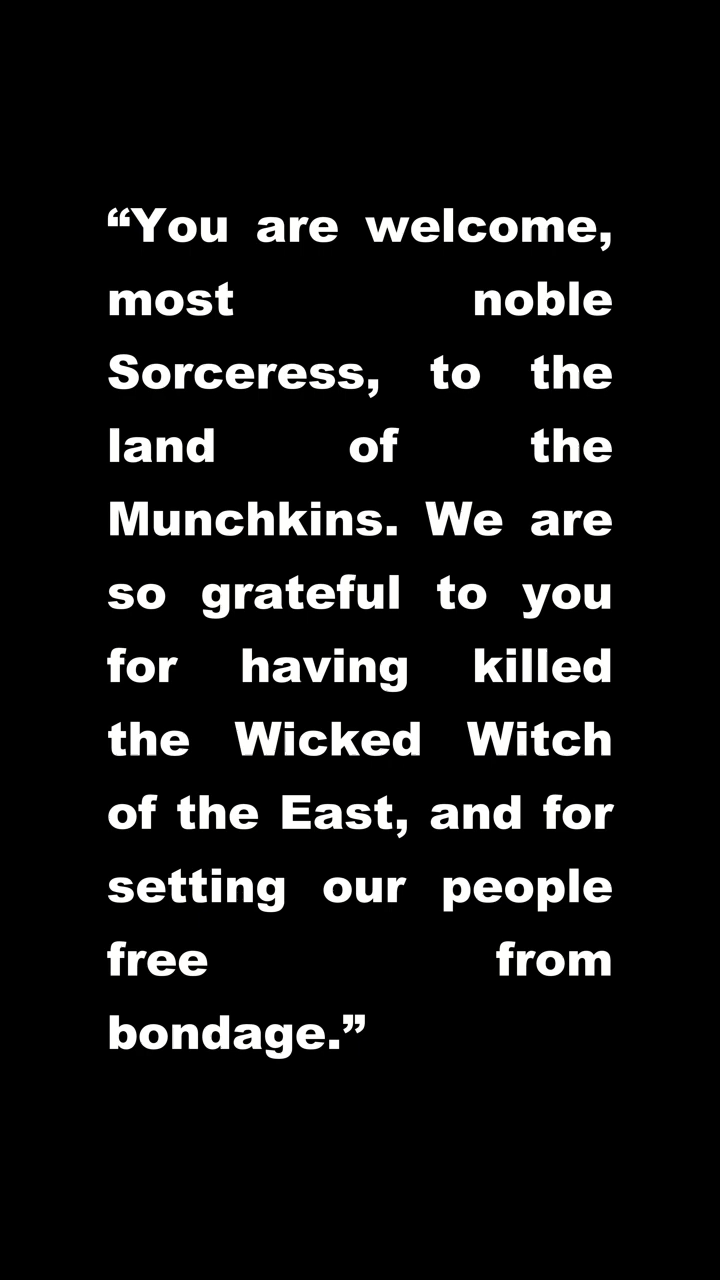 “You are welcome,
most noble
Sorceress, to the
land of the
Munchkins. We are
so grateful to you
for having killed
the Wicked Witch
of the East, and for
setting our people
free from
bondage.”